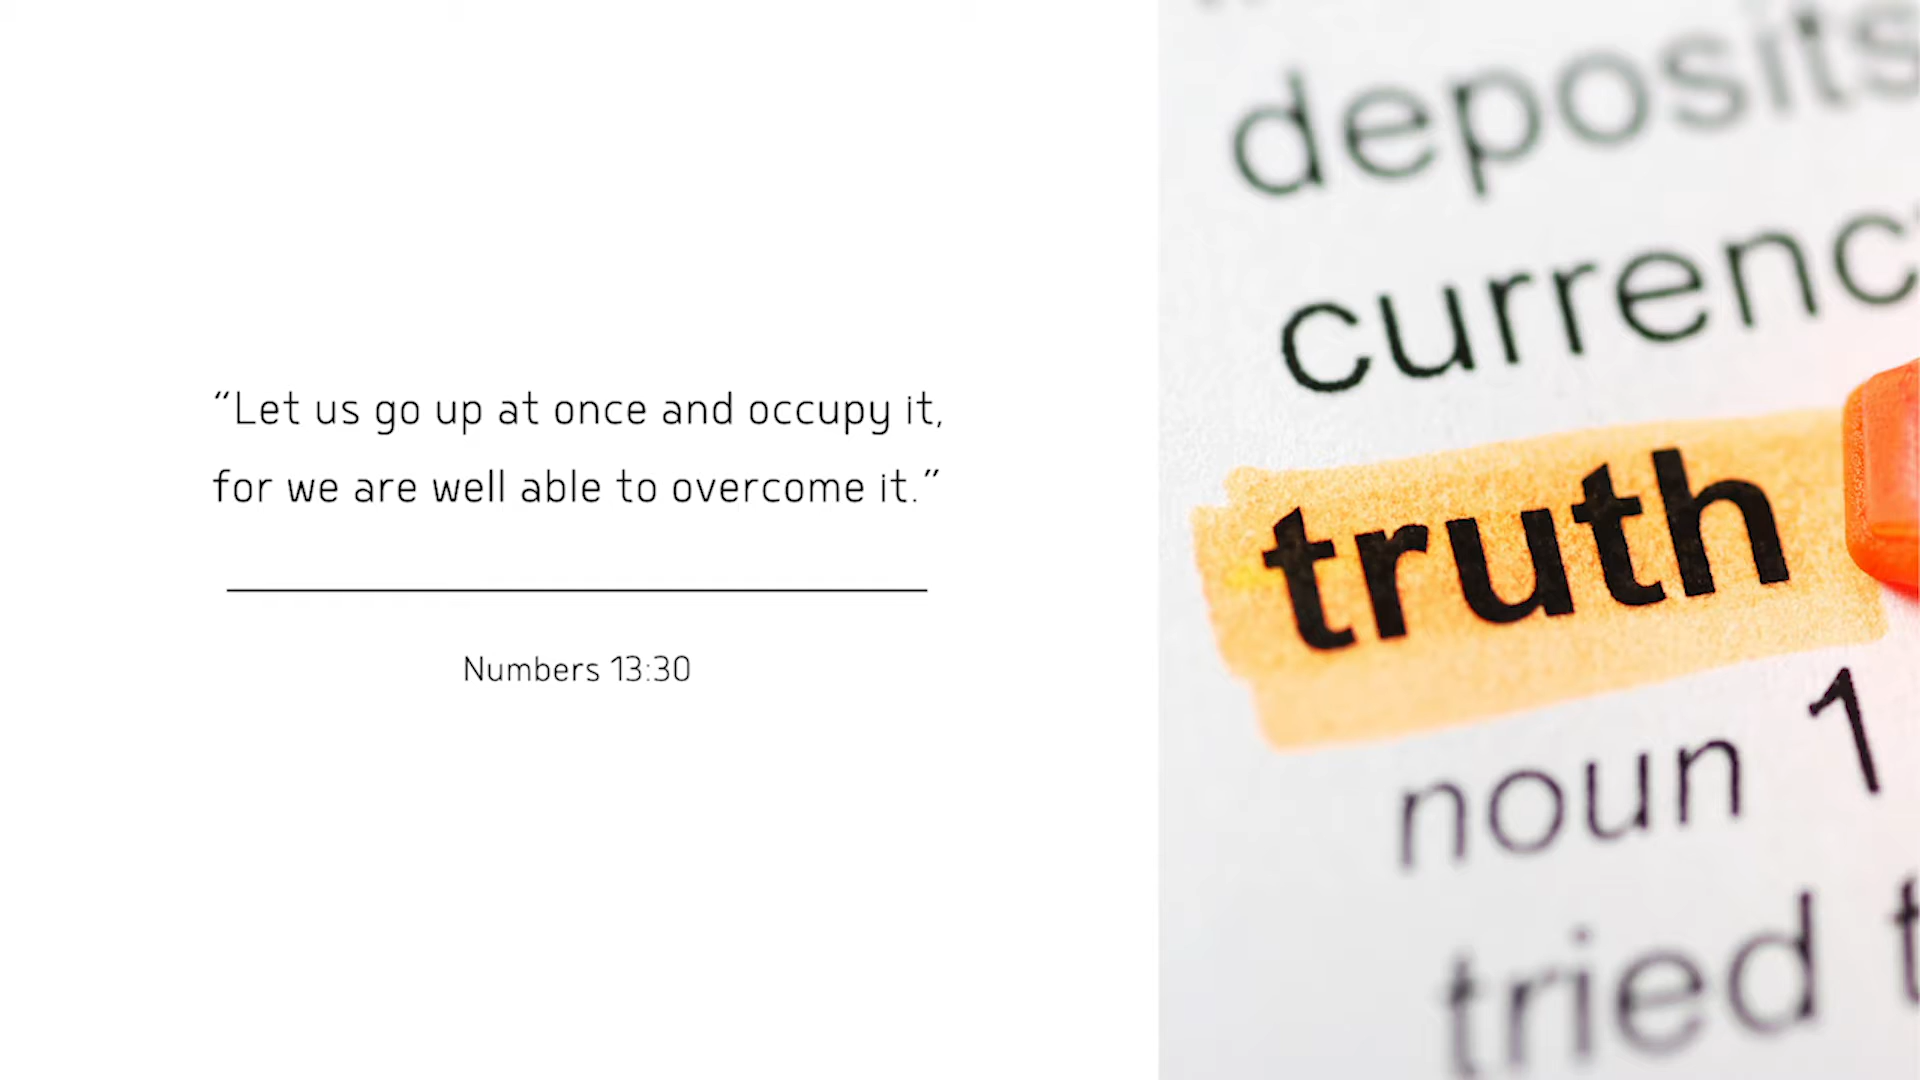 “Let us go up at once and occupy it,
for we are well able to overcome it.”
Numbers 13:30
deposits
currenc
truth
noun 1
tried t